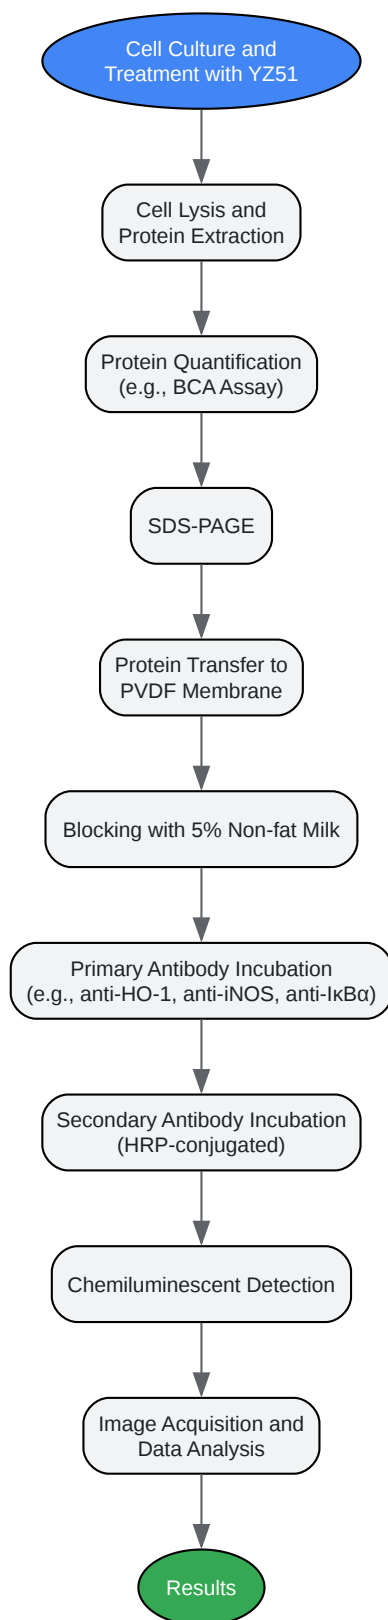 Cell Culture and
Treatment with YZ51
Cell Lysis and
Protein Extraction
Protein Quantification
(e.g., BCA Assay)
SDS-PAGE
Protein Transfer to
PVDF Membrane
Blocking with 5% Non-fat Milk
Primary Antibody Incubation
(e.g., anti-HO-1, anti-iNOS, anti-IκBα)
Secondary Antibody Incubation
(HRP-conjugated)
Chemiluminescent Detection
Image Acquisition and
Data Analysis
Results